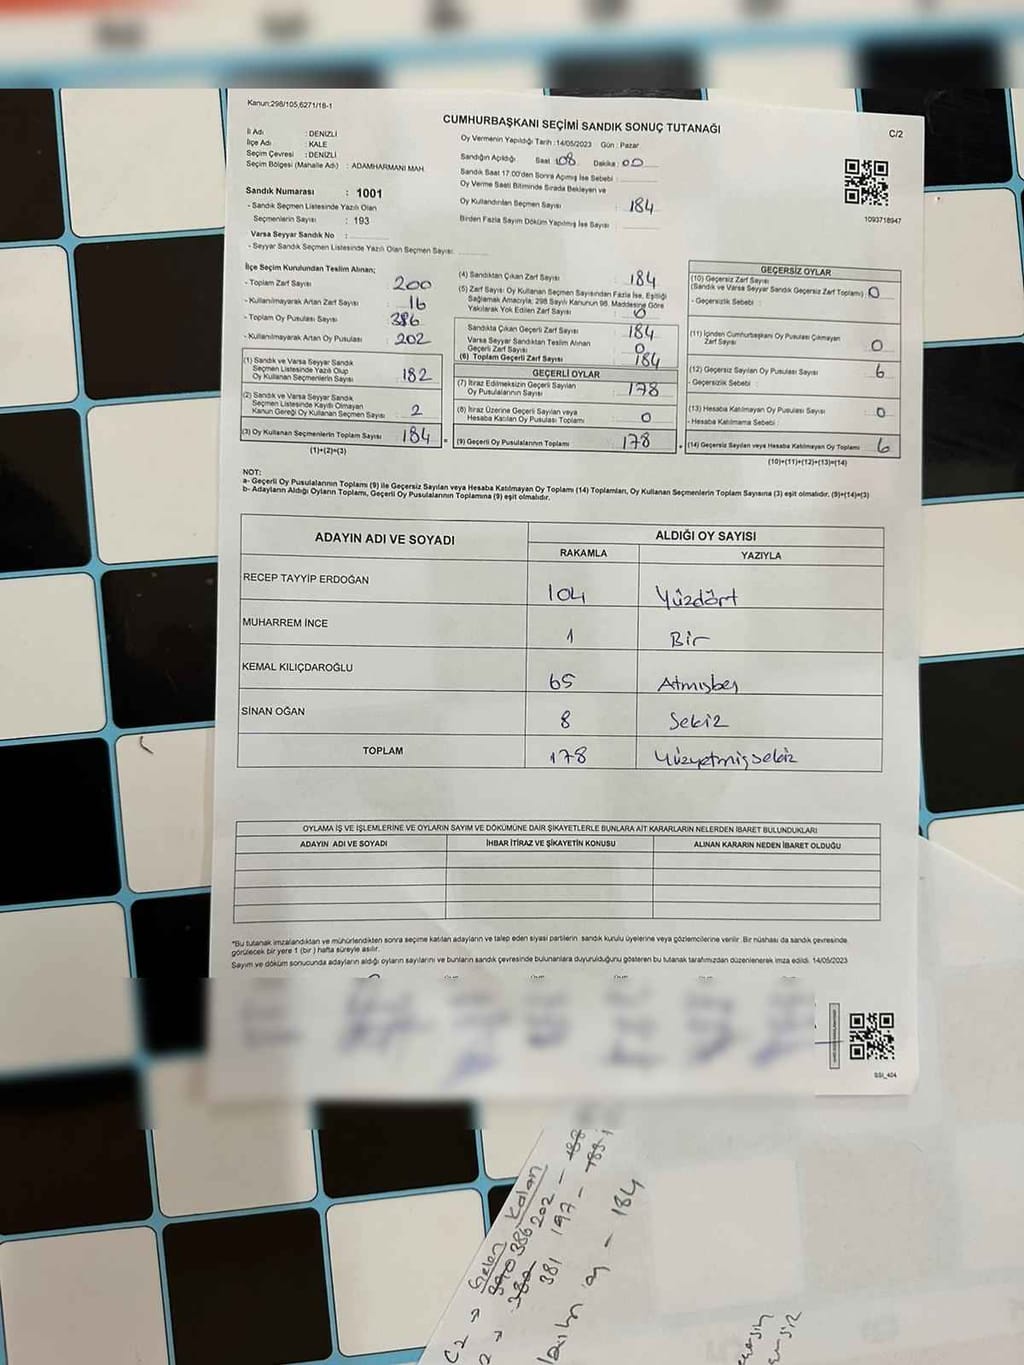 Kanun;298/105,6271/18-1
CUMHURBAŞKANI SEÇİMİ SANDIK SONUÇ TUTANAĞI
C/2
İl Adı : DENİZLİ
İlçe Adı : KALE
Seçim Çevresi : DENİZLİ
Seçim Bölgesi (Mahalle Adı) : ADAMHARMANI MAH
Sandık Numarası : 1001
- Sandık Seçmen Listesinde Yazılı Olan
Seçmenlerin Sayısı : 193
Varsa Seyyar Sandık No :
- Seyyar Sandık Seçmen Listesinde Yazılı Olan Seçmen Sayısı:
Oy Vermenin Yapıldığı Tarih : 14/05/2023 Gün : Pazar
Sandığın Açıldığı Saat : 08 Dakika : 00
Sandık Saat 17.00'den Sonra Açmış İse Sebebi :
Oy Verme Saati Bitiminde Sırada Bekleyen ve
Oy Kullandırılan Seçmen Sayısı : 184
Birden Fazla Sayım Döküm Yapılmış İse Sayısı :
1093718947
İlçe Seçim Kurulundan Teslim Alınan;
- Toplam Zarf Sayısı : 200
- Kullanılmayarak Artan Zarf Sayısı : 16
- Toplam Oy Pusulası Sayısı : 386
- Kullanılmayarak Artan Oy Pusulası : 202
(1) Sandık ve Varsa Seyyar Sandık
Seçmen Listesinde Yazılı Olup
Oy Kullanan Seçmenlerin Sayısı : 182
(2) Sandık ve Varsa Seyyar Sandık
Seçmen Listesinde Kayıtlı Olmayan
Kanun Gereği Oy Kullanan Seçmen Sayısı : 2
(3) Oy Kullanan Seçmenlerin Toplam Sayısı : 184
(1)+(2)=(3)
(4) Sandıktan Çıkan Zarf Sayısı : 184
(5) Zarf Sayısı Oy Kullanan Seçmen Sayısından Fazla İse, Eşitliği
Sağlamak Amacıyla; 298 Sayılı Kanunun 98. Maddesine Göre
Yakılarak Yok Edilen Zarf Sayısı : 0
Sandıkta Çıkan Geçerli Zarf Sayısı : 184
Varsa Seyyar Sandıktan Teslim Alınan
Geçerli Zarf Sayısı : 0
(6) Toplam Geçerli Zarf Sayısı : 184
GEÇERLİ OYLAR
(7) İtiraz Edilmeksizin Geçerli Sayılan
Oy Pusulalarının Sayısı : 178
(8) İtiraz Üzerine Geçerli Sayılan veya
Hesaba Katılan Oy Pusulaları Toplamı : 0
(9) Geçerli Oy Pusulalarının Toplamı : 178
GEÇERSİZ OYLAR
(10) Geçersiz Zarf Sayısı
(Sandık ve Varsa Seyyar Sandık Geçersiz Zarf Toplamı) : 0
- Geçersizlik Sebebi :
(11) İçinden Cumhurbaşkanı Oy Pusulası Çıkmayan
Zarf Sayısı : 0
(12) Geçersiz Sayılan Oy Pusulası Sayısı : 6
- Geçersizlik Sebebi :
(13) Hesaba Katılmayan Oy Pusulası Sayısı : 0
- Hesaba Katılmama Sebebi :
(14) Geçersiz Sayılan veya Hesaba Katılmayan Oy Toplamı : 6
(10)+(11)+(12)+(13)=(14)
NOT:
a- Geçerli Oy Pusulalarının Toplamı (9) ile Geçersiz Sayılan veya Hesaba Katılmayan Oy Toplamı (14) Toplamları, Oy Kullanan Seçmenlerin Toplam Sayısına (3) eşit olmalıdır. (9)+(14)=(3)
b- Adayların Aldığı Oyların Toplamı, Geçerli Oy Pusulalarının Toplamına (9) eşit olmalıdır.
ADAYIN ADI VE SOYADI
ALDIĞI OY SAYISI
RAKAMLA YAZIYLA
RECEP TAYYİP ERDOĞAN 104 Yüzdört
MUHARREM İNCE 1 Bir
KEMAL KILIÇDAROĞLU 65 Atmışbeş
SİNAN OĞAN 8 Sekiz
TOPLAM 178 Yüzyetmişsekiz
OYLAMA İŞ VE İŞLEMLERİNE VE OYLARIN SAYIM VE DÖKÜMÜNE DAİR ŞİKAYETLERLE BUNLARA AİT KARARLARIN NELERDEN İBARET BULUNDUKLARI
ADAYIN ADI VE SOYADI İHBAR İTİRAZ VE ŞİKAYETİN KONUSU ALINAN KARARIN NEDEN İBARET OLDUĞU
*Bu tutanak imzalandıktan ve mühürlendikten sonra seçime katılan adayların ve talep eden siyasi partilerin sandık kurulu üyelerine veya gözlemcilerine verilir. Bir nüshası da sandık çevresinde
görülecek bir yere 1 (bir) hafta süreyle asılır.
Sayım ve döküm sonucunda adayların aldığı oyların sayılarını ve bunların sandık çevresinde bulunanlara duyurulduğunu gösteren bu tutanak tarafımızdan düzenlenerek imza edildi. 14/05/2023
Gelen Kalan
C2 → 386 202 -
2 → 381 197 -
- 184